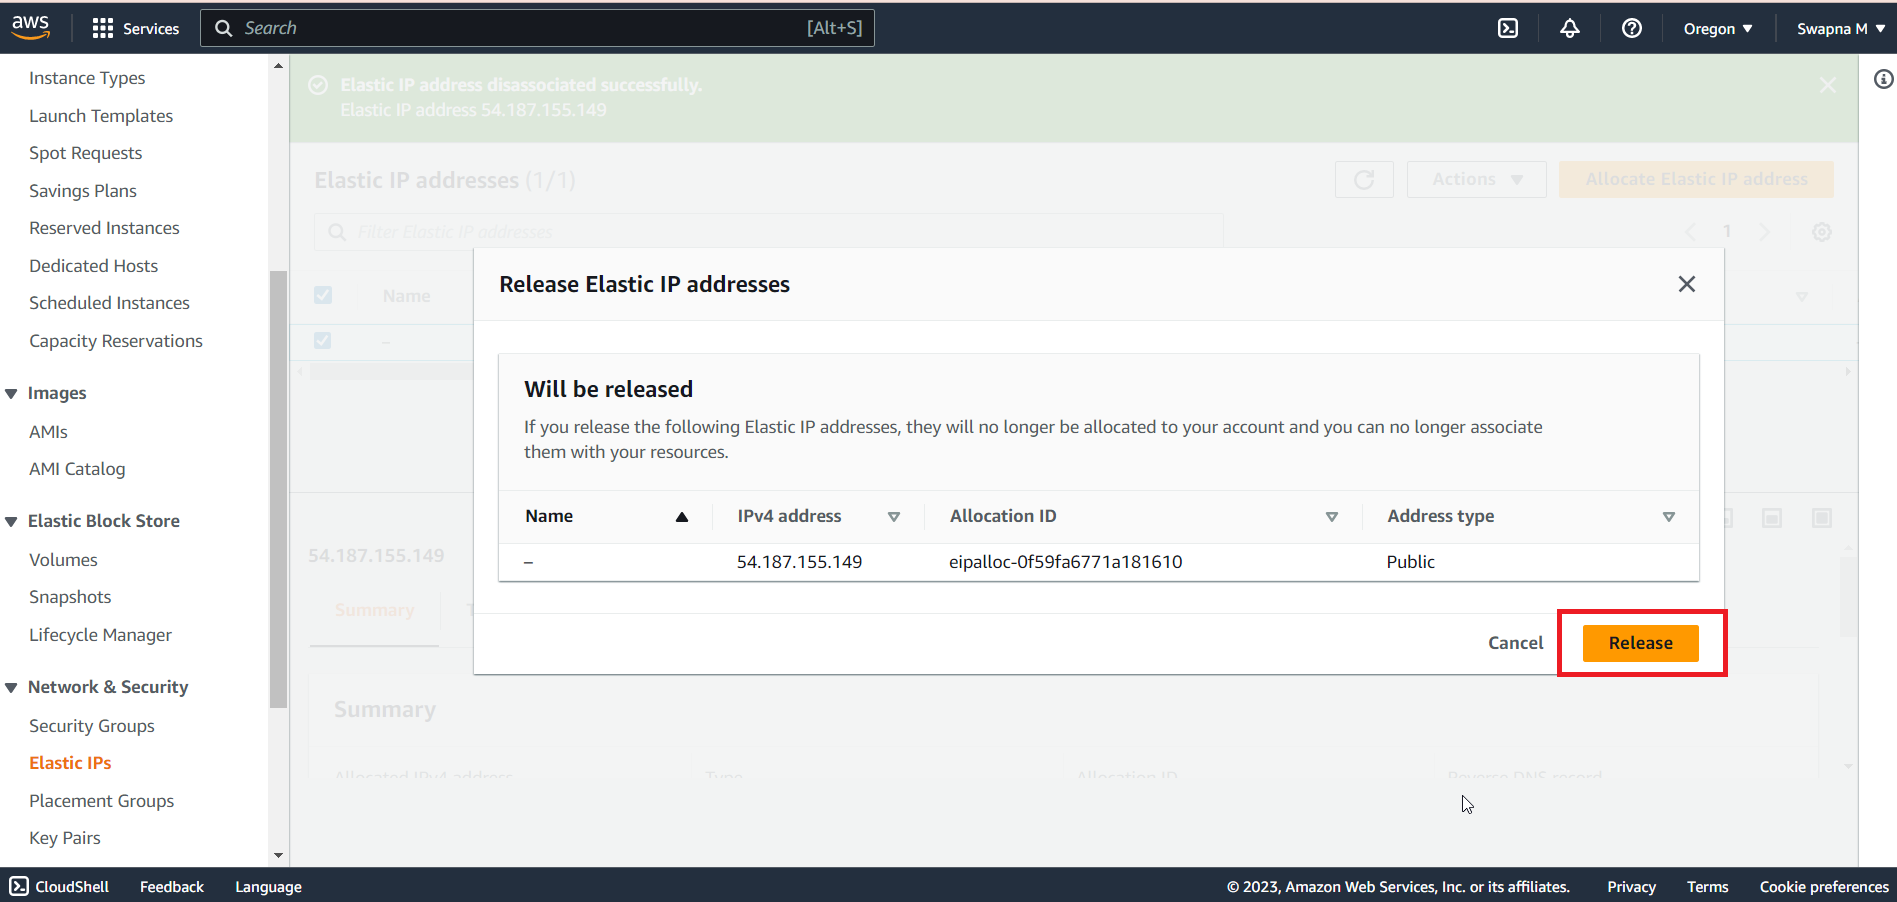 aws
Services
Search
[Alt+S]
Oregon
Swapna M
Instance Types
Launch Templates
Spot Requests
Savings Plans
Reserved Instances
Dedicated Hosts
Scheduled Instances
Capacity Reservations
Images
AMIs
AMI Catalog
Elastic Block Store
Volumes
Snapshots
Lifecycle Manager
Network & Security
Security Groups
Elastic IPs
Placement Groups
Key Pairs
Elastic IP address disassociated successfully.
Elastic IP address 54.187.155.149
Elastic IP addresses (1/1)
Actions
Allocate Elastic IP address
Filter Elastic IP addresses
1
Name
–
Release Elastic IP addresses
Will be released
If you release the following Elastic IP addresses, they will no longer be allocated to your account and you can no longer associate
them with your resources.
Name
IPv4 address
Allocation ID
Address type
–
54.187.155.149
eipalloc-0f59fa6771a181610
Public
Cancel
Release
54.187.155.149
Summary
Summary
Allocated IPv4 address
Type
Allocation ID
Reverse DNS record
CloudShell
Feedback
Language
© 2023, Amazon Web Services, Inc. or its affiliates.
Privacy
Terms
Cookie preferences